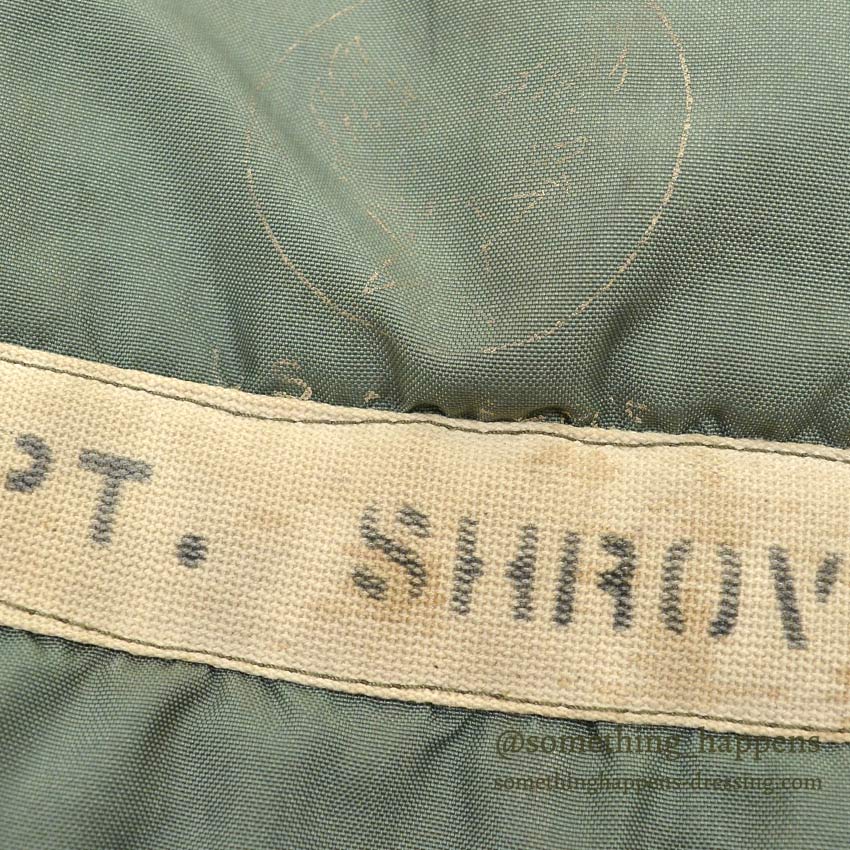 PT. SHROV
@something_happens
somethinghappens-dressing.com